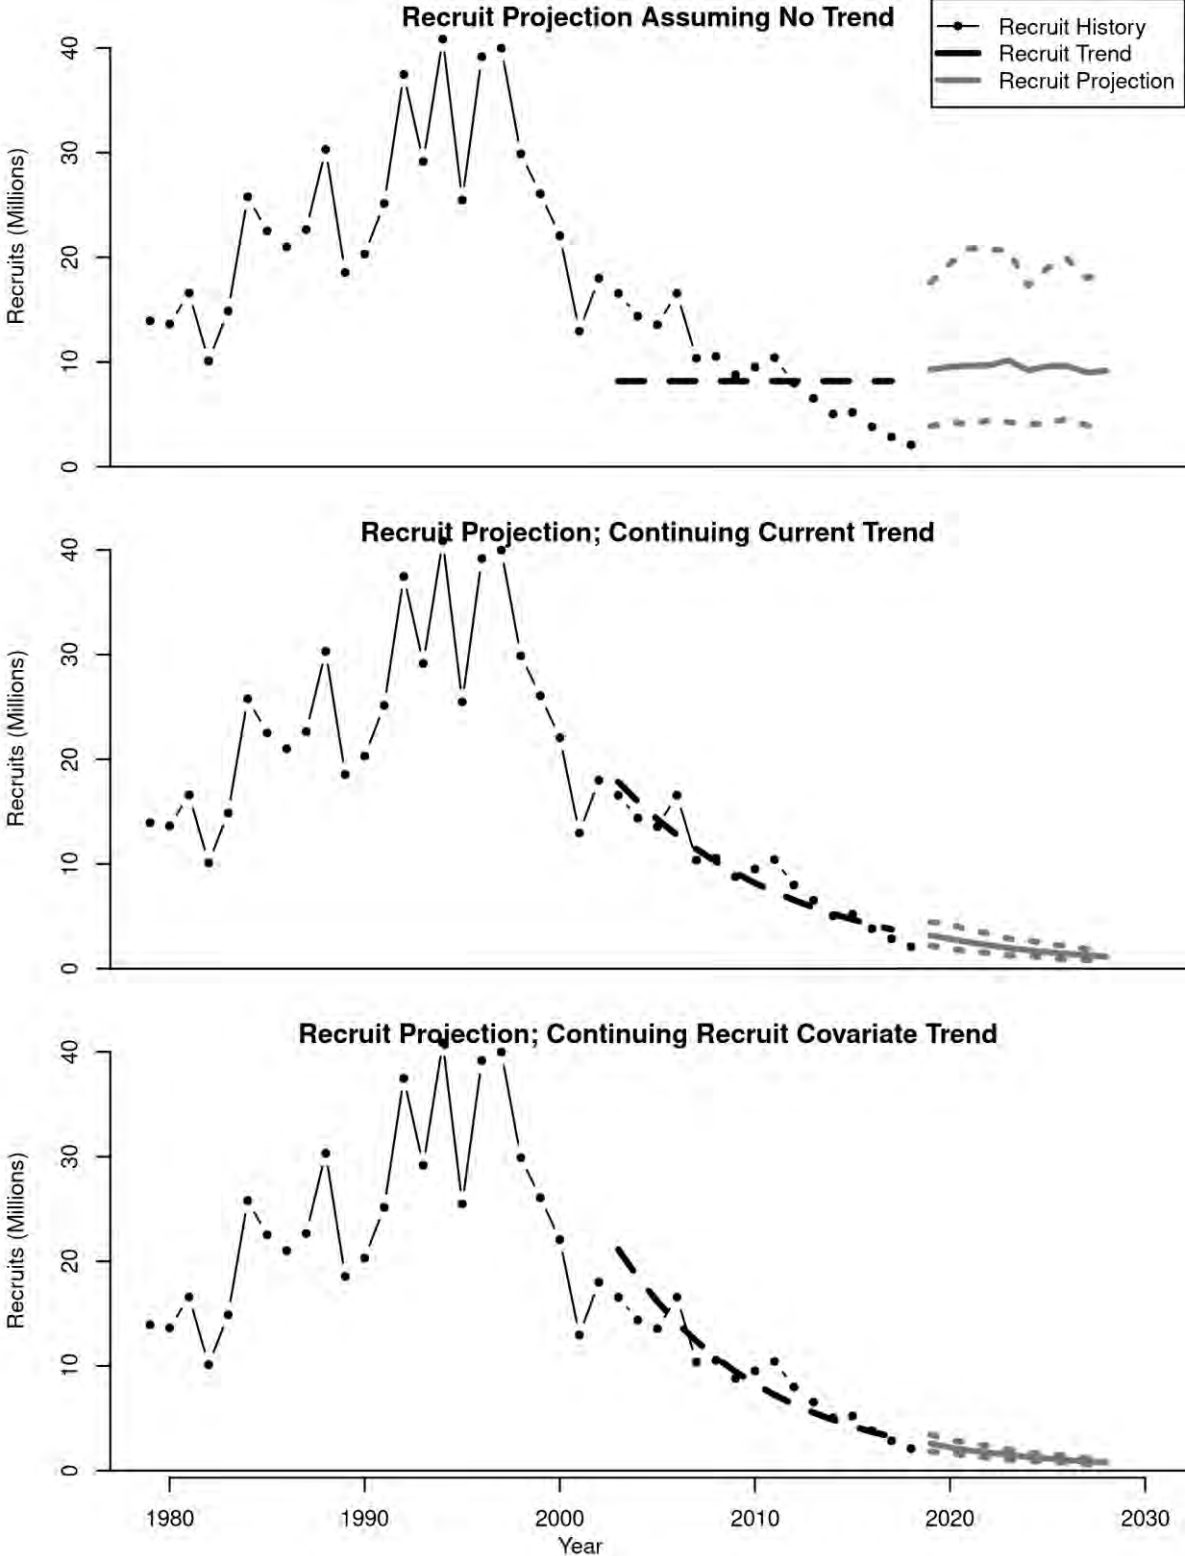 Recruit Projection Assuming No Trend
Recruit History
Recruit Trend
Recruit Projection
Recruits (Millions)
40
30
20
10
0
Recruit Projection; Continuing Current Trend
Recruits (Millions)
40
30
20
10
0
Recruit Projection; Continuing Recruit Covariate Trend
Recruits (Millions)
40
30
20
10
0
1980 1990 2000 2010 2020 2030
Year